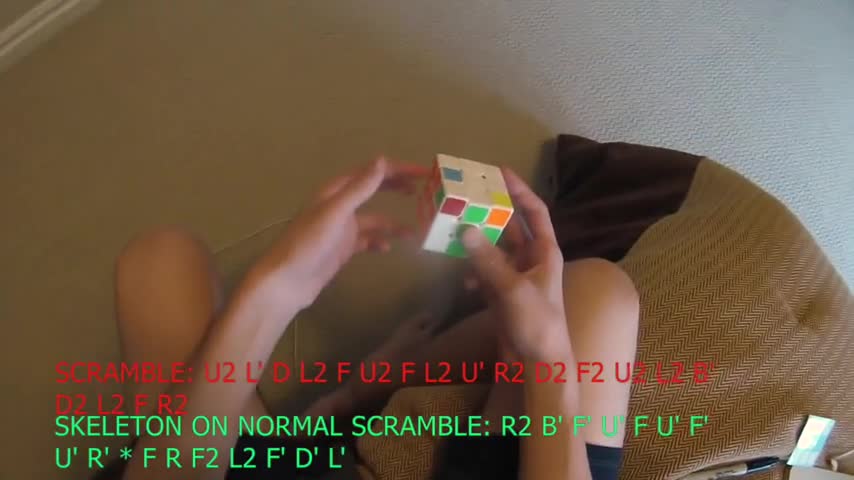 SCRAMBLE: U2 L' D L2 F U2 F L2 U' R2 D2 F2 U2 L2 B'
D2 L2 F R2
SKELETON ON NORMAL SCRAMBLE: R2 B' F' U' F U' F'
U' R' * F R F2 L2 F' D' L'